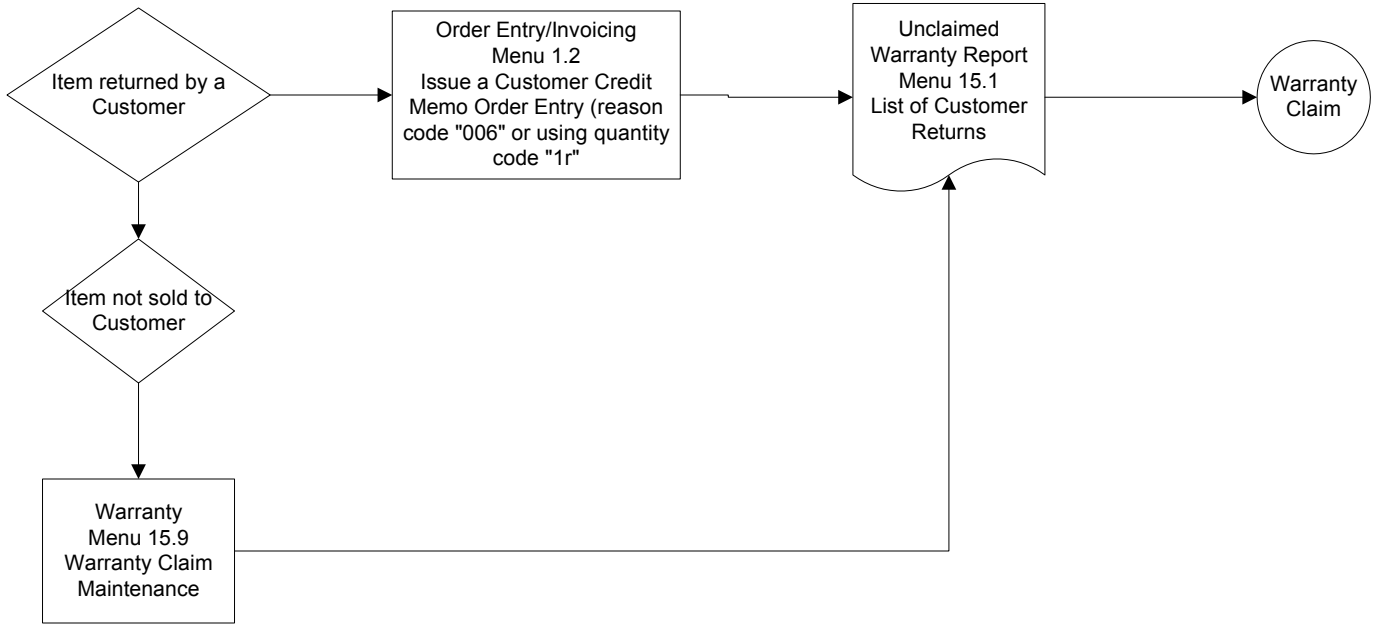 Item returned by a
Customer
Order Entry/Invoicing
Menu 1.2
Issue a Customer Credit
Memo Order Entry (reason
code "006" or using quantity
code "1r"
Unclaimed
Warranty Report
Menu 15.1
List of Customer
Returns
Warranty
Claim
Item not sold to
Customer
Warranty
Menu 15.9
Warranty Claim
Maintenance